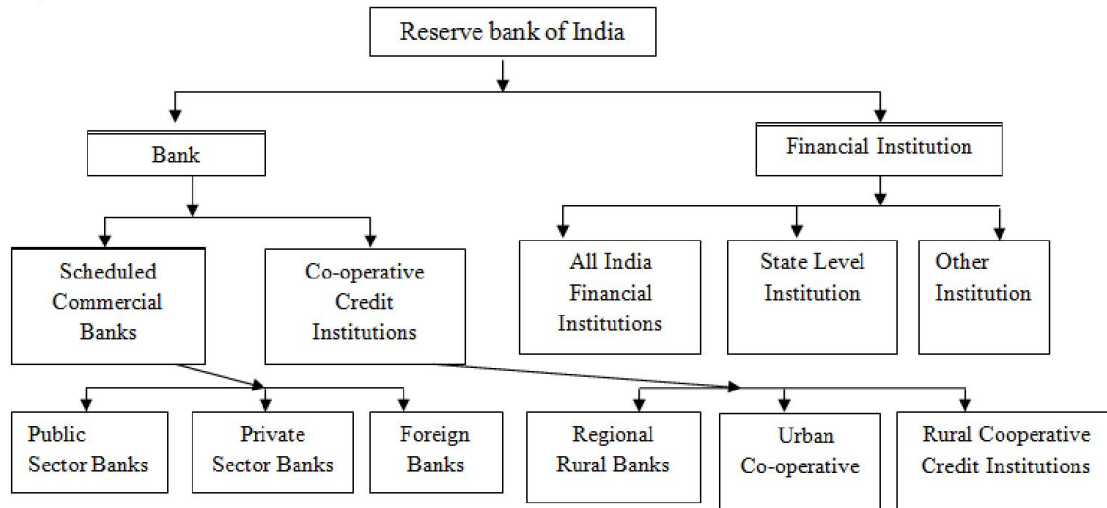 Reserve bank of India
Bank
Financial Institution
Scheduled
Commercial
Banks
Co-operative
Credit
Institutions
All India
Financial
Institutions
State Level
Institution
Other
Institution
Public
Sector Banks
Private
Sector Banks
Foreign
Banks
Regional
Rural Banks
Urban
Co-operative
Rural Cooperative
Credit Institutions